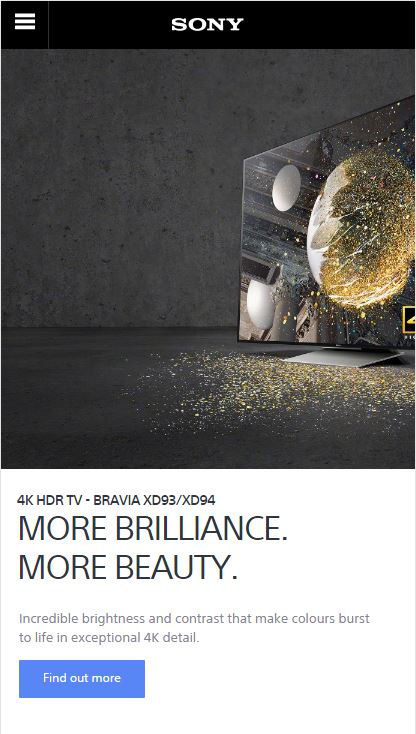 SONY
4K HDR TV - BRAVIA XD93/XD94
MORE BRILLIANCE.
MORE BEAUTY.
Incredible brightness and contrast that make colours burst
to life in exceptional 4K detail.
Find out more